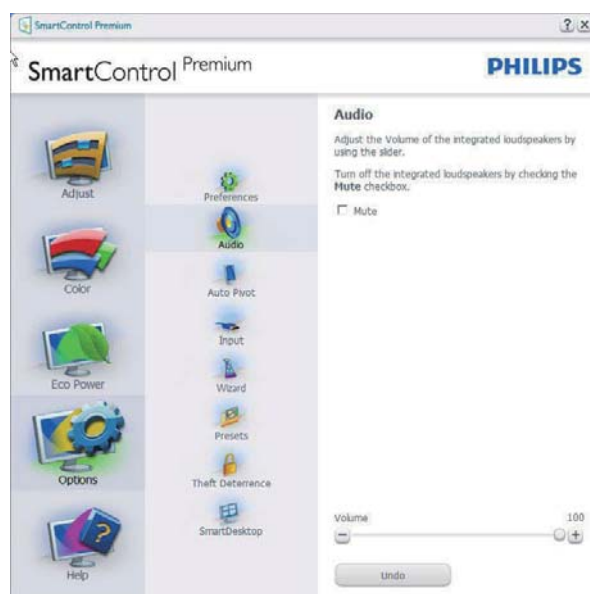 SmartControl Premium
SmartControl Premium
PHILIPS
Adjust
Color
Eco Power
Options
Help
Preferences
Audio
Auto Pivot
Input
Wizard
Presets
Theft Deterrence
SmartDesktop
Audio
Adjust the Volume of the integrated loudspeakers by
using the slider.
Turn off the integrated loudspeakers by checking the
Mute checkbox.
Mute
Volume 100
Undo